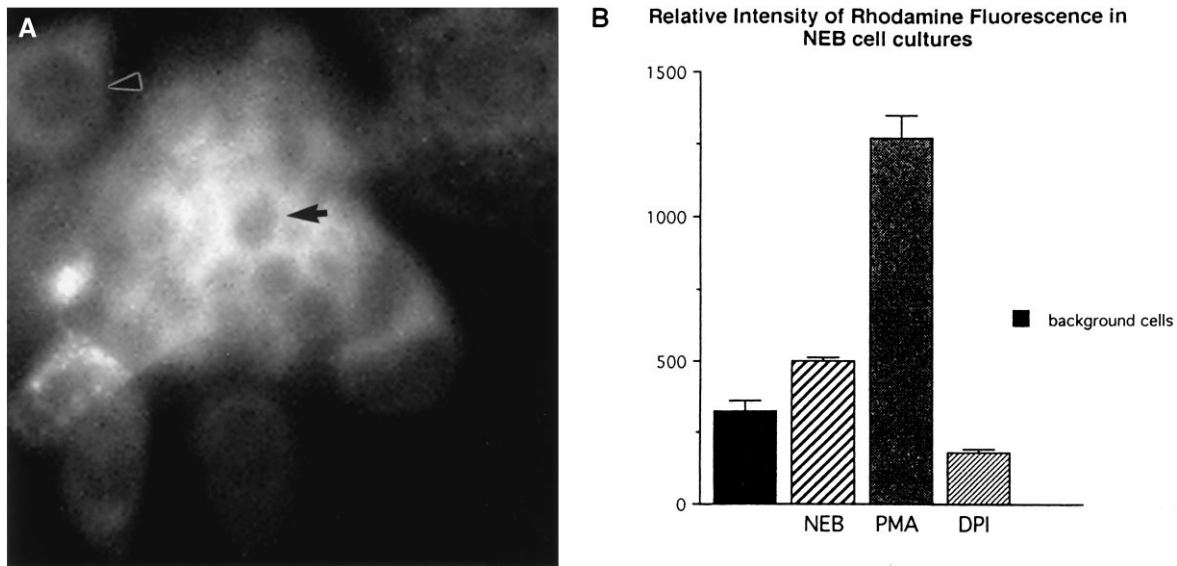 A
B Relative Intensity of Rhodamine Fluorescence in
NEB cell cultures
1500
1000
500
0
NEB PMA DPI
background cells